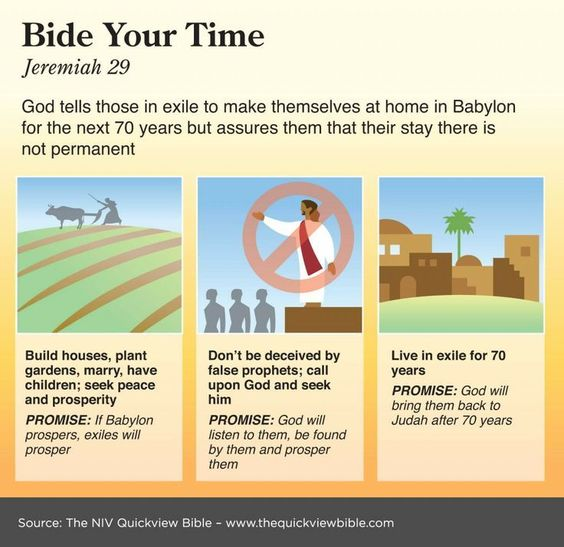 Bide Your Time
Jeremiah 29
God tells those in exile to make themselves at home in Babylon
for the next 70 years but assures them that their stay there is
not permanent
Build houses, plant
gardens, marry, have
children; seek peace
and prosperity
PROMISE: If Babylon
prospers, exiles will
prosper
Don't be deceived by
false prophets; call
upon God and seek
him
PROMISE: God will
listen to them, be found
by them and prosper
them
Live in exile for 70
years
PROMISE: God will
bring them back to
Judah after 70 years
Source: The NIV Quickview Bible – www.thequickviewbible.com